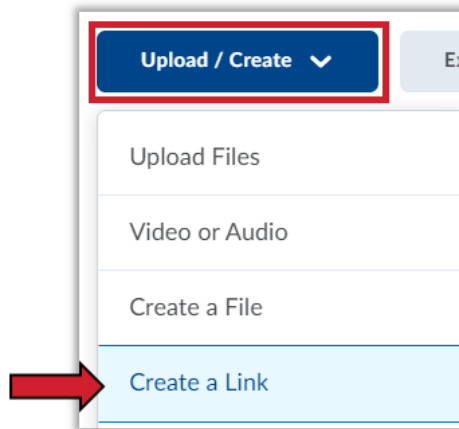 Upload / Create
Upload Files
Video or Audio
Create a File
Create a Link